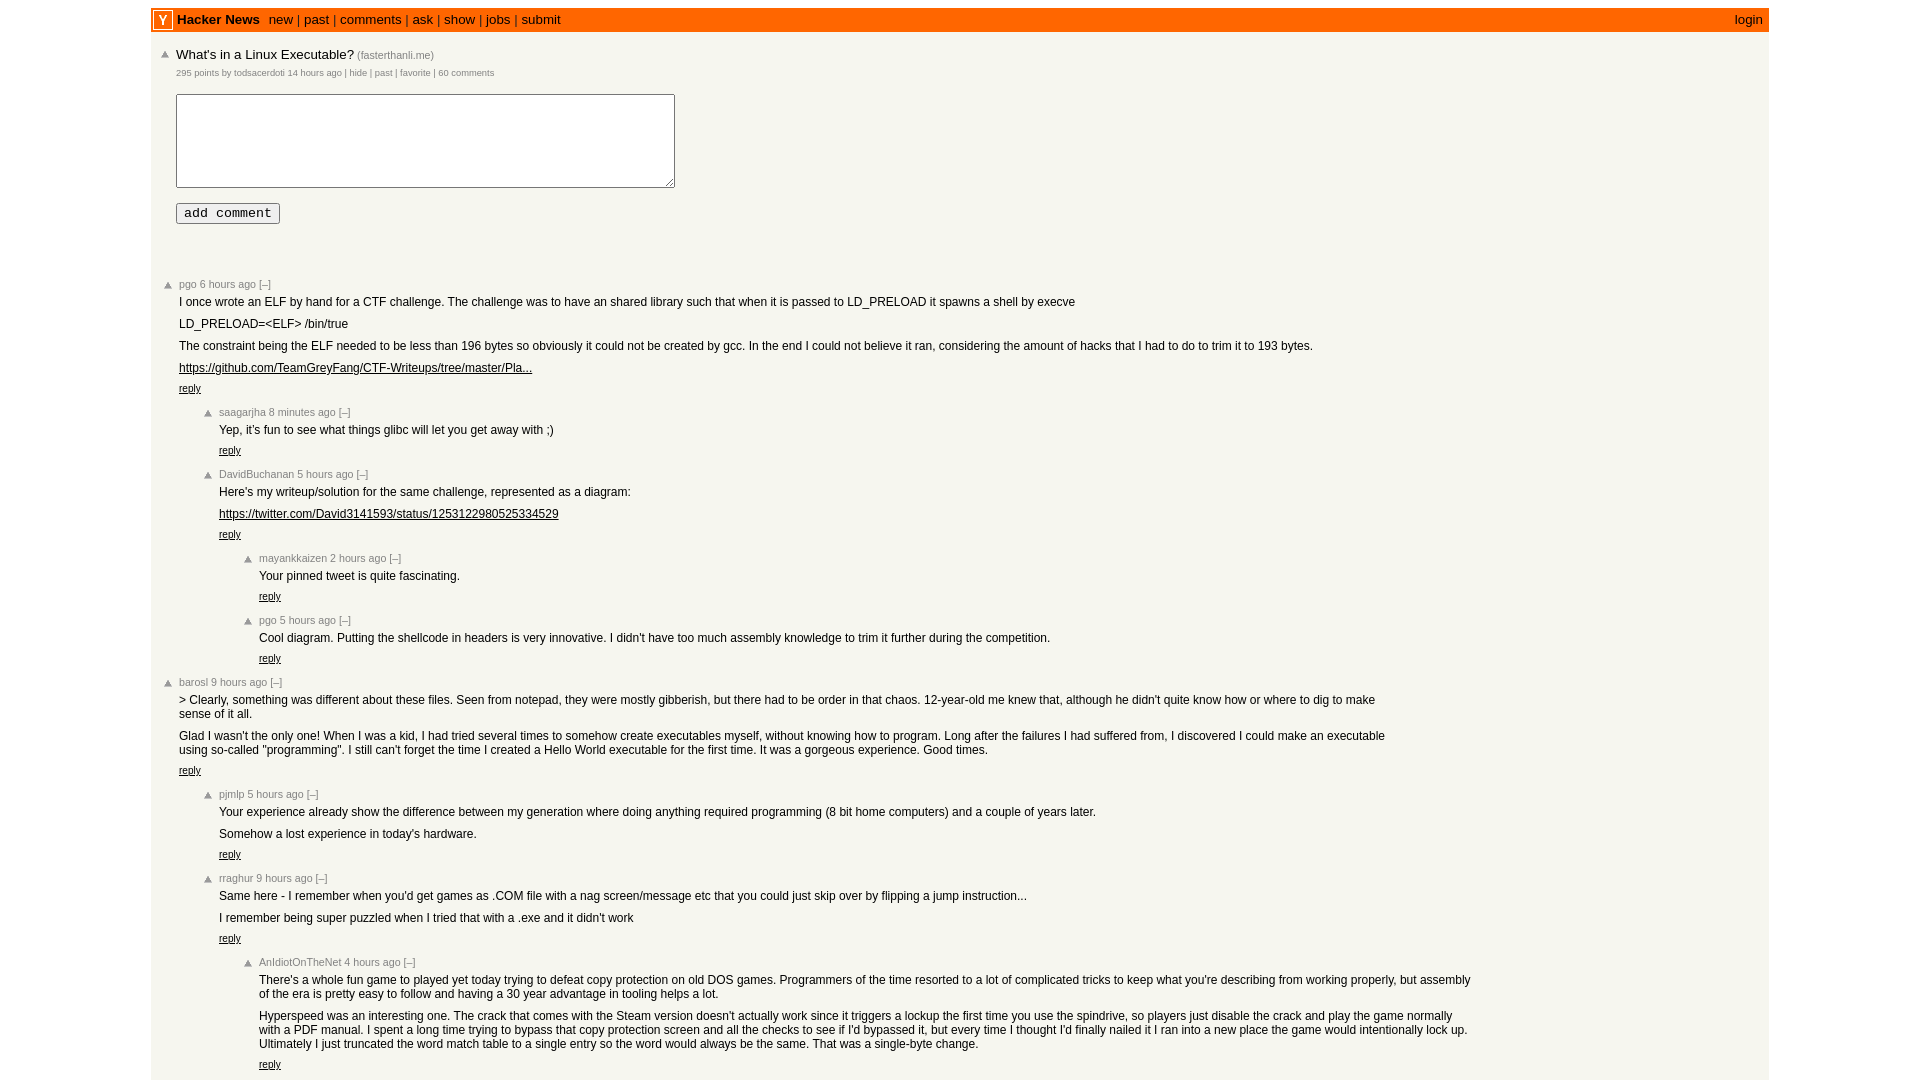 Y Hacker News new | past | comments | ask | show | jobs | submit login
What's in a Linux Executable? (fasterthanli.me)
295 points by todsacerdoti 14 hours ago | hide | past | favorite | 60 comments
add comment
pgo 6 hours ago [–]
I once wrote an ELF by hand for a CTF challenge. The challenge was to have an shared library such that when it is passed to LD_PRELOAD it spawns a shell by execve
LD_PRELOAD=<ELF> /bin/true
The constraint being the ELF needed to be less than 196 bytes so obviously it could not be created by gcc. In the end I could not believe it ran, considering the amount of hacks that I had to do to trim it to 193 bytes.
https://github.com/TeamGreyFang/CTF-Writeups/tree/master/Pla...
reply
saagarjha 8 minutes ago [–]
Yep, it’s fun to see what things glibc will let you get away with ;)
reply
DavidBuchanan 5 hours ago [–]
Here's my writeup/solution for the same challenge, represented as a diagram:
https://twitter.com/David3141593/status/1253122980525334529
reply
mayankkaizen 2 hours ago [–]
Your pinned tweet is quite fascinating.
reply
pgo 5 hours ago [–]
Cool diagram. Putting the shellcode in headers is very innovative. I didn't have too much assembly knowledge to trim it further during the competition.
reply
barosl 9 hours ago [–]
> Clearly, something was different about these files. Seen from notepad, they were mostly gibberish, but there had to be order in that chaos. 12-year-old me knew that, although he didn't quite know how or where to dig to make
sense of it all.
Glad I wasn't the only one! When I was a kid, I had tried several times to somehow create executables myself, without knowing how to program. Long after the failures I had suffered from, I discovered I could make an executable
using so-called "programming". I still can't forget the time I created a Hello World executable for the first time. It was a gorgeous experience. Good times.
reply
pjmlp 5 hours ago [–]
Your experience already show the difference between my generation where doing anything required programming (8 bit home computers) and a couple of years later.
Somehow a lost experience in today's hardware.
reply
rraghur 9 hours ago [–]
Same here - I remember when you'd get games as .COM file with a nag screen/message etc that you could just skip over by flipping a jump instruction...
I remember being super puzzled when I tried that with a .exe and it didn't work
reply
AnIdiotOnTheNet 4 hours ago [–]
There's a whole fun game to played yet today trying to defeat copy protection on old DOS games. Programmers of the time resorted to a lot of complicated tricks to keep what you're describing from working properly, but assembly
of the era is pretty easy to follow and having a 30 year advantage in tooling helps a lot.
Hyperspeed was an interesting one. The crack that comes with the Steam version doesn't actually work since it triggers a lockup the first time you use the spindrive, so players just disable the crack and play the game normally
with a PDF manual. I spent a long time trying to bypass that copy protection screen and all the checks to see if I'd bypassed it, but every time I thought I'd finally nailed it I ran into a new place the game would intentionally lock up.
Ultimately I just truncated the word match table to a single entry so the word would always be the same. That was a single-byte change.
reply